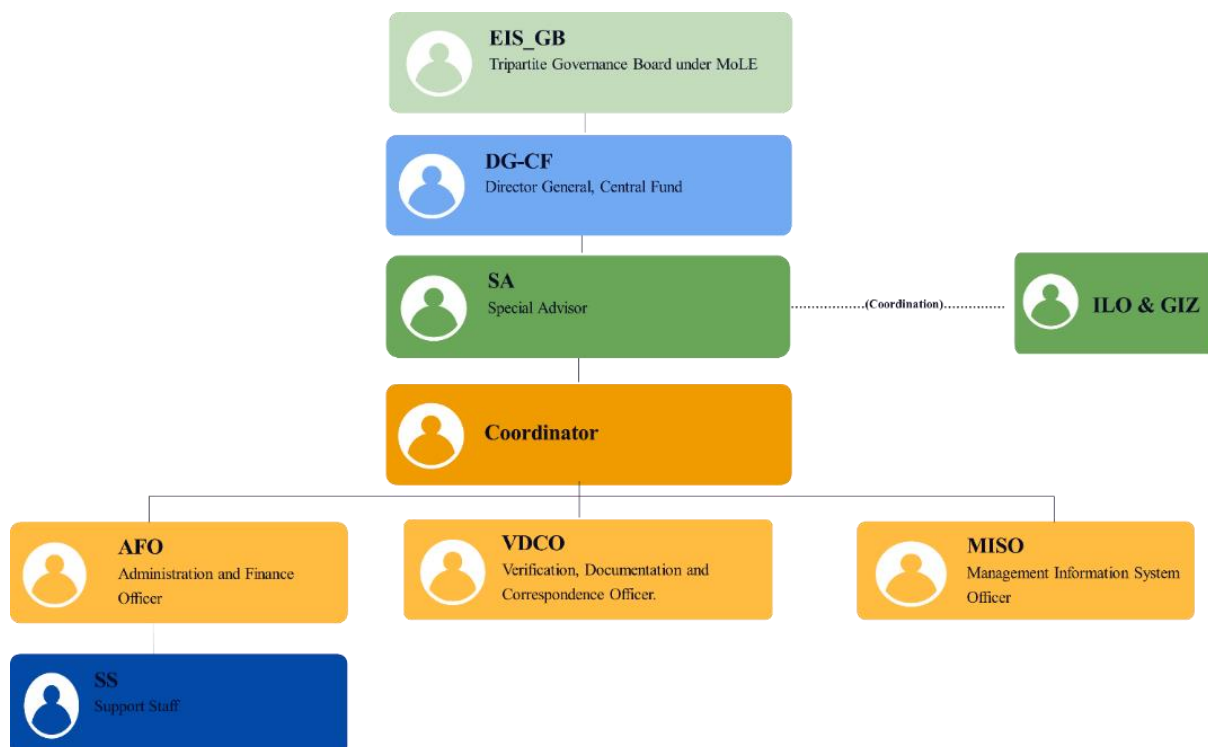 EIS_GB
Tripartite Governance Board under MoLE
DG-CF
Director General, Central Fund
SA
Special Advisor
(Coordination)
ILO & GIZ
Coordinator
AFO
Administration and Finance
Officer
VDCO
Verification, Documentation and
Correspondence Officer.
MISO
Management Information System
Officer
SS
Support Staff